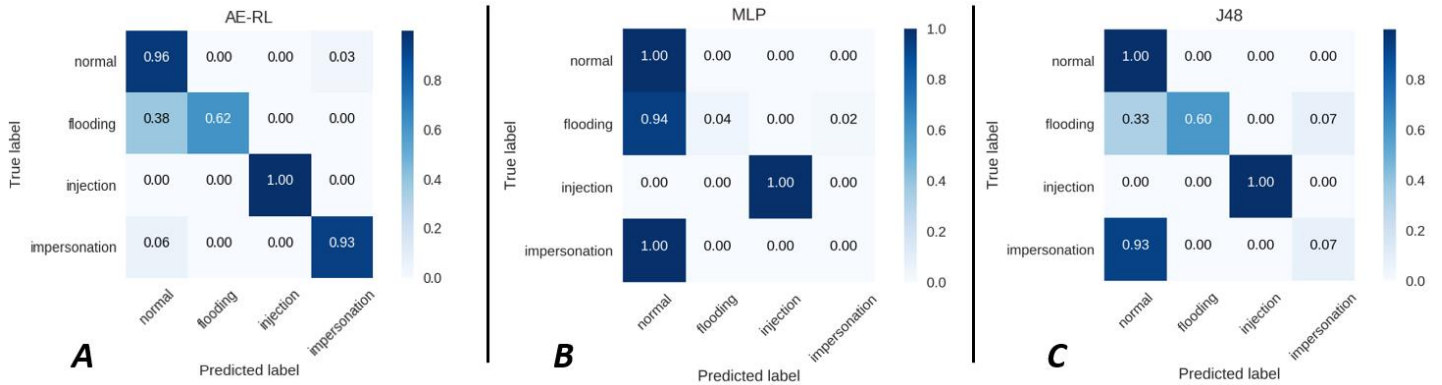 AE-RL
True label
normal 0.96 0.00 0.00 0.03
flooding 0.38 0.62 0.00 0.00
injection 0.00 0.00 1.00 0.00
impersonation 0.06 0.00 0.00 0.93
0.8
0.6
0.4
0.2
0.0
normal flooding injection impersonation
Predicted label
A
MLP
True label
normal 1.00 0.00 0.00 0.00
flooding 0.94 0.04 0.00 0.02
injection 0.00 0.00 1.00 0.00
impersonation 1.00 0.00 0.00 0.00
1.0
0.8
0.6
0.4
0.2
0.0
normal flooding injection impersonation
Predicted label
B
J48
True label
normal 1.00 0.00 0.00 0.00
flooding 0.33 0.60 0.00 0.07
injection 0.00 0.00 1.00 0.00
impersonation 0.93 0.00 0.00 0.07
0.8
0.6
0.4
0.2
0.0
normal flooding injection impersonation
Predicted label
C